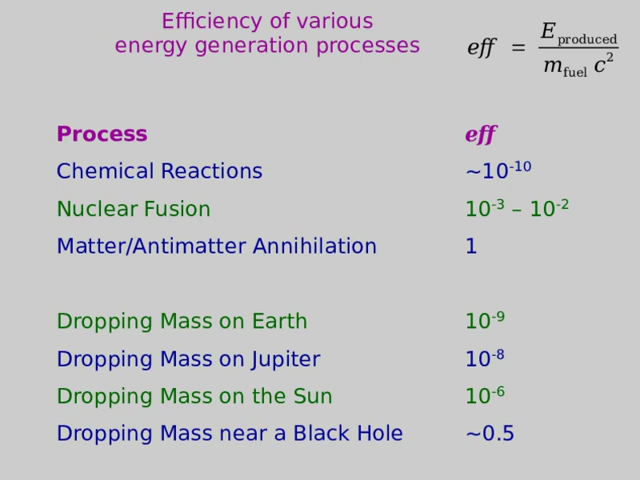 Efficiency of various
energy generation processes
eff = E_produced / m_fuel c²
Process eff
Chemical Reactions ~10⁻¹⁰
Nuclear Fusion 10⁻³ – 10⁻²
Matter/Antimatter Annihilation 1
Dropping Mass on Earth 10⁻⁹
Dropping Mass on Jupiter 10⁻⁸
Dropping Mass on the Sun 10⁻⁶
Dropping Mass near a Black Hole ~0.5